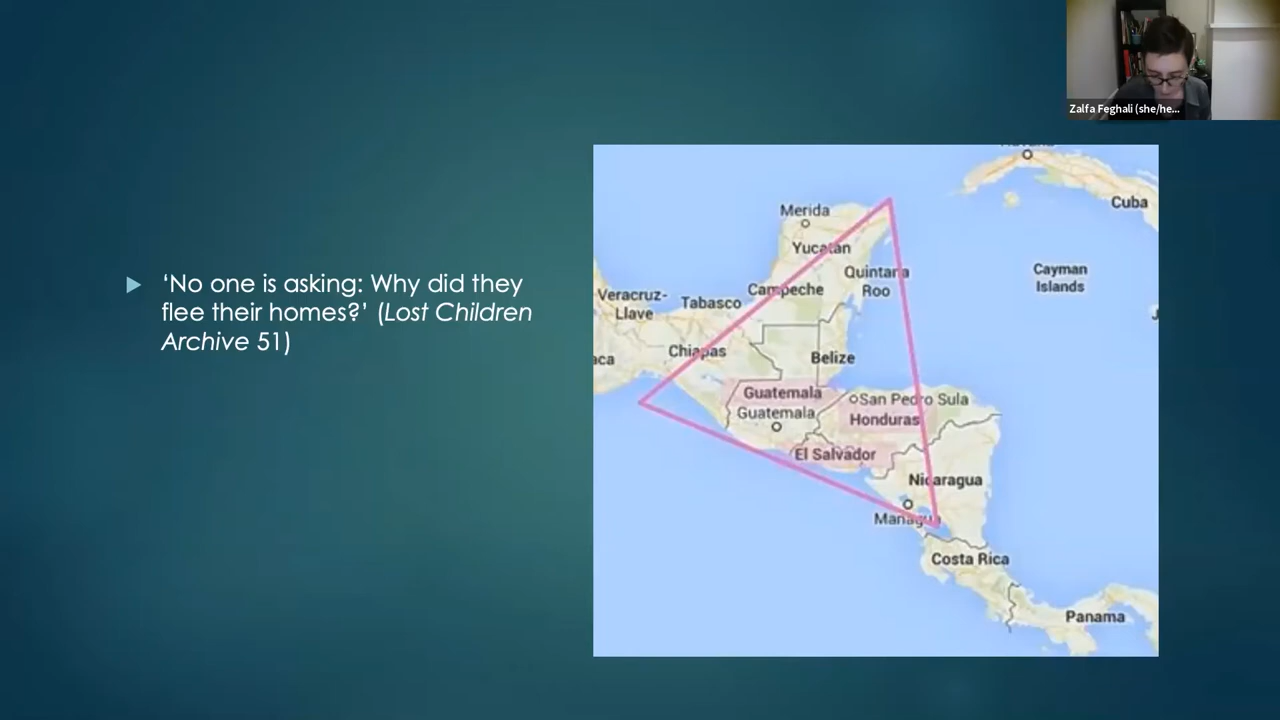 Zalfa Feghali (she/he...
‘No one is asking: Why did they
flee their homes?’ (Lost Children
Archive 51)
Merida
Cuba
Yucatan
Quintana
Roo
Cayman
Islands
Campeche
Veracruz-
Llave
Tabasco
Chiapas
aca
Belize
Guatemala
Guatemala
San Pedro Sula
Honduras
El Salvador
Nicaragua
Managua
Costa Rica
Panama